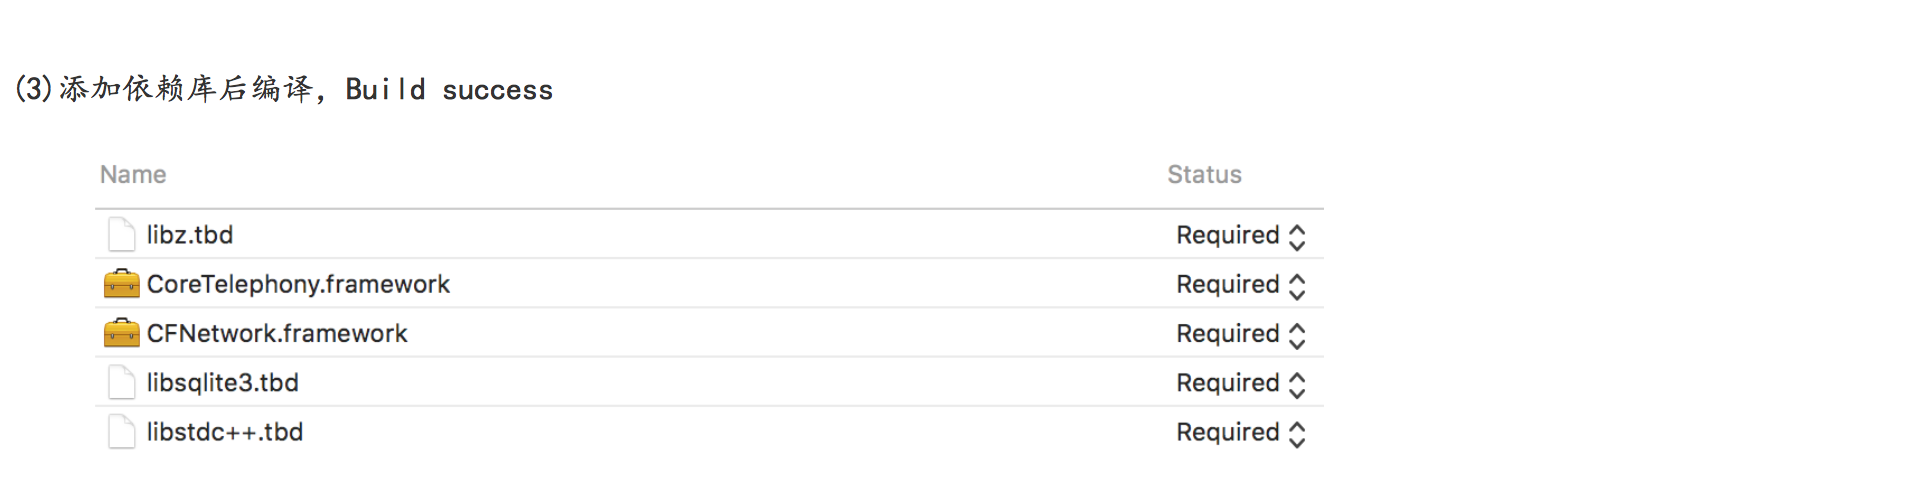 (3)添加依赖库后编译，Build success
Name Status
libz.tbd Required
CoreTelephony.framework Required
CFNetwork.framework Required
libsqlite3.tbd Required
libstdc++.tbd Required